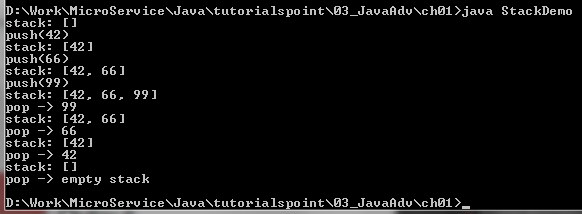 D:\Work\MicroService\Java\tutorialspoint\03_JavaAdv\ch01>java StackDemo
stack: []
push(42)
stack: [42]
push(66)
stack: [42, 66]
push(99)
stack: [42, 66, 99]
pop -> 99
stack: [42, 66]
pop -> 66
stack: [42]
pop -> 42
stack: []
pop -> empty stack
D:\Work\MicroService\Java\tutorialspoint\03_JavaAdv\ch01>_